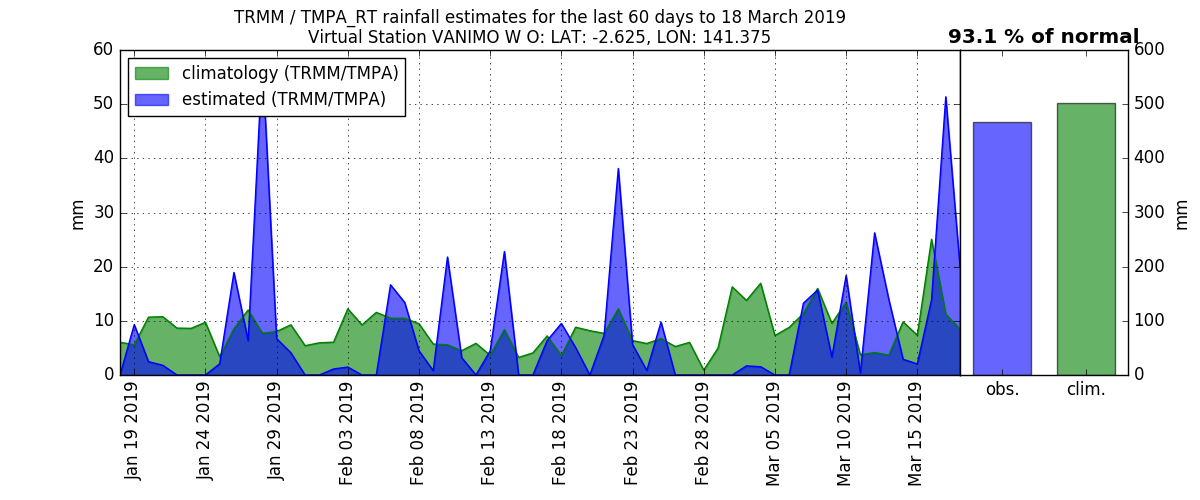 TRMM / TMPA_RT rainfall estimates for the last 60 days to 18 March 2019
Virtual Station VANIMO W O: LAT: -2.625, LON: 141.375
93.1 % of normal
climatology (TRMM/TMPA)
estimated (TRMM/TMPA)
60
50
40
30
20
10
0
mm
600
500
400
300
200
100
0
mm
obs.
clim.
Jan 19 2019
Jan 24 2019
Jan 29 2019
Feb 03 2019
Feb 08 2019
Feb 13 2019
Feb 18 2019
Feb 23 2019
Feb 28 2019
Mar 05 2019
Mar 10 2019
Mar 15 2019